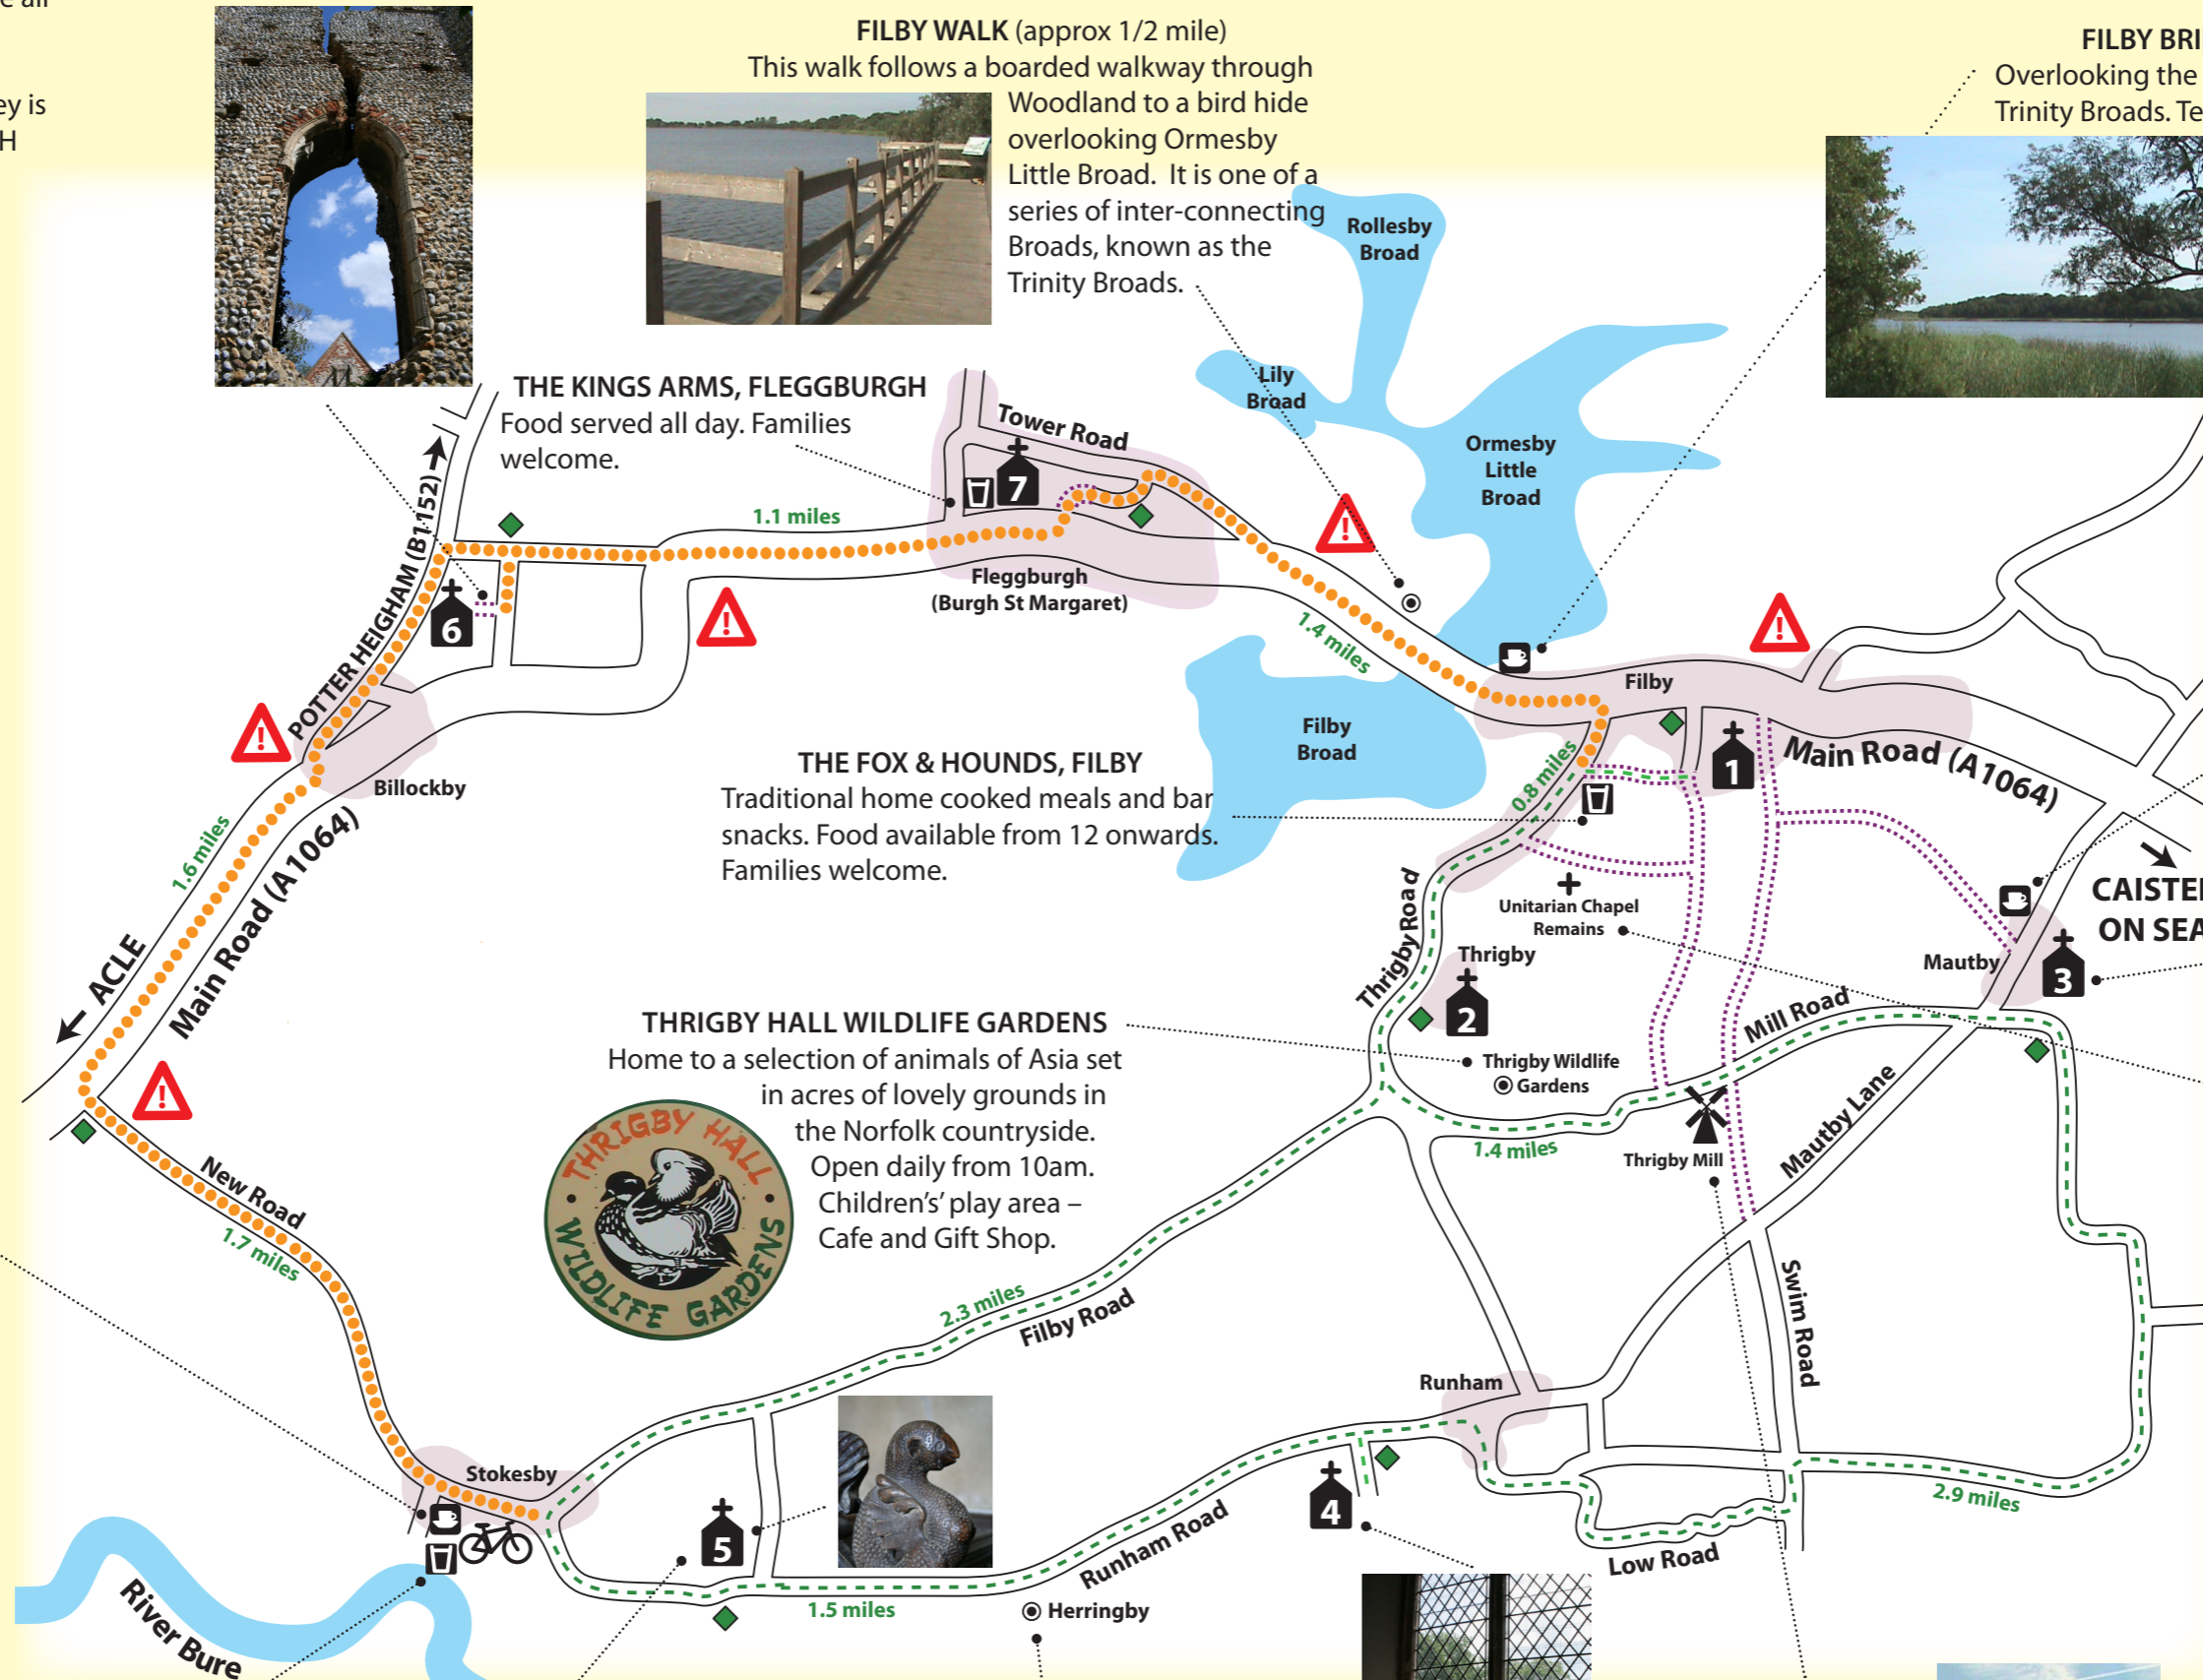 FILBY WALK (approx 1/2 mile)
This walk follows a boarded walkway through
Woodland to a bird hide
overlooking Ormesby
Little Broad. It is one of a
series of inter-connecting
Broads, known as the
Trinity Broads.
Overlooking the
Trinity Broads.
FILBY
ey is
H
Rollesby
Broad
Lily
Broad
Ormesby
Little
Broad
THE KINGS ARMS, FLEGGBURGH
Food served all day. Families
welcome.
Tower Road
7
1.1 miles
POTTER HEIGHAM (B1152)
6
Fleggburgh
(Burgh St Margaret)
1.4 miles
Filby
Filby
Broad
1
Main Road (A1064)
Billockby
THE FOX & HOUNDS, FILBY
Traditional home cooked meals and bar
snacks. Food available from 12 onwards.
Families welcome.
0.8 miles
1.6 miles
Main Road (A1064)
ACLE
Thrigby Road
Unitarian Chapel
Remains
Thrigby
2
Mautby
3
CAISTE
ON SEA
THRIGBY HALL WILDLIFE GARDENS
Home to a selection of animals of Asia set
in acres of lovely grounds in
the Norfolk countryside.
Open daily from 10am.
Children's' play area –
Cafe and Gift Shop.
THRIGBY HALL
WILDLIFE GARDENS
Thrigby Wildlife
Gardens
Mill Road
Mautby Lane
1.4 miles
Thrigby Mill
New Road
1.7 miles
2.3 miles
Filby Road
Swim Road
Runham
Stokesby
5
4
2.9 miles
Low Road
Runham Road
1.5 miles
Herringby
River Bure